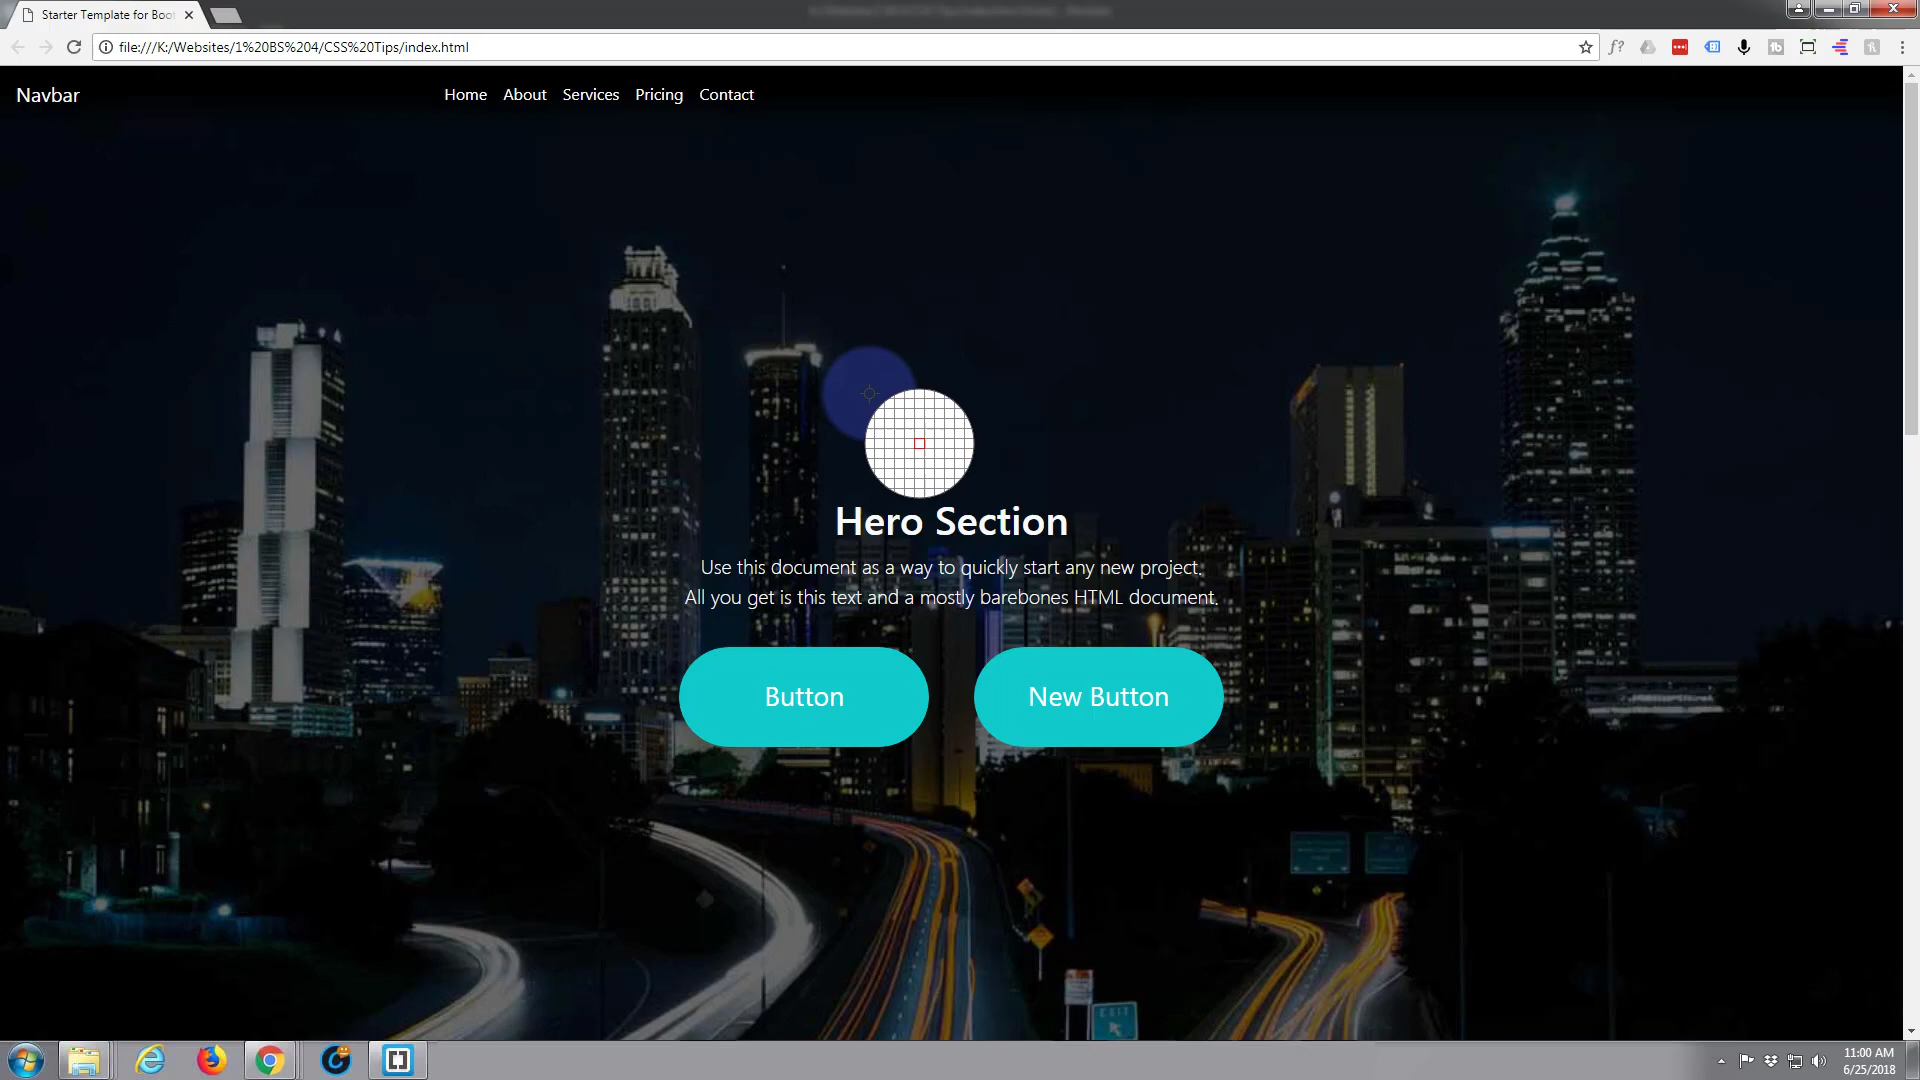 Starter Template for Boot
file:///K:/Websites/1%20BS%204/CSS%20Tips/index.html
f?
Navbar
Home About Services Pricing Contact
Hero Section
Use this document as a way to quickly start any new project.
All you get is this text and a mostly barebones HTML document.
Button New Button
EXIT
11:00 AM
6/25/2018